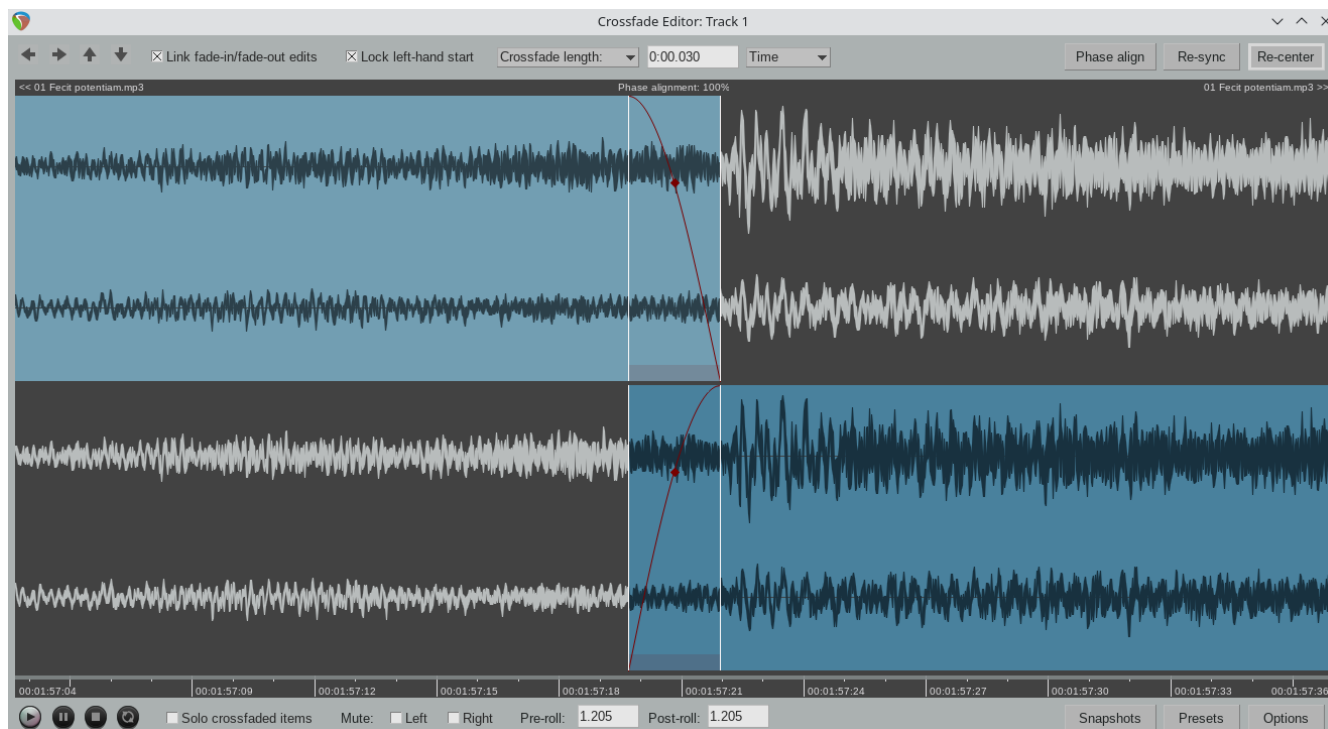 Crossfade Editor: Track 1
Link fade-in/fade-out edits Lock left-hand start Crossfade length: 0:00.030 Time Phase align Re-sync Re-center
<< 01 Fecit potentiam.mp3 Phase alignment: 100% 01 Fecit potentiam.mp3 >>
00:01:57:04 00:01:57:09 00:01:57:12 00:01:57:15 00:01:57:18 00:01:57:21 00:01:57:24 00:01:57:27 00:01:57:30 00:01:57:33 00:01:57:36
Solo crossfaded items Mute: Left Right Pre-roll: 1.205 Post-roll: 1.205 Snapshots Presets Options